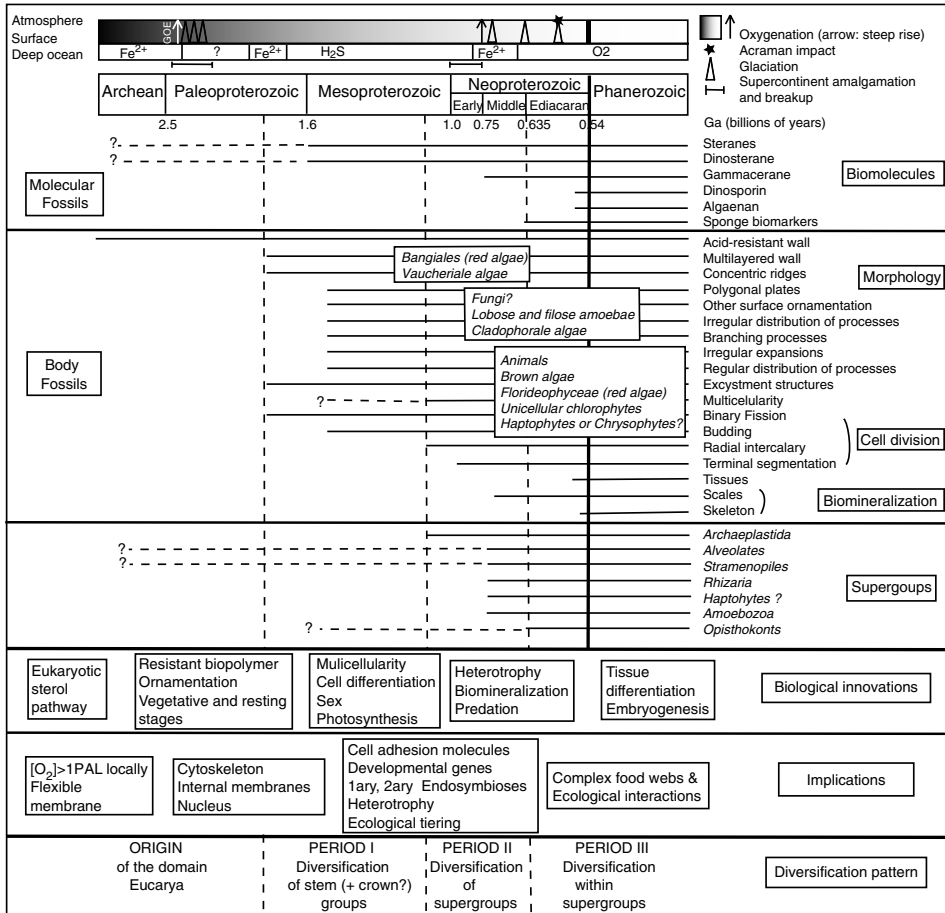 Atmosphere
Surface
Deep ocean
GOE
Fe2+ ? Fe2+ H2S Fe2+ O2
Oxygenation (arrow: steep rise)
Acraman impact
Glaciation
Supercontinent amalgamation
and breakup
Archean Paleoproterozoic Mesoproterozoic Neoproterozoic Phanerozoic
Early Middle Ediacaran
2.5 1.6 1.0 0.75 0.635 0.54 Ga (billions of years)
Molecular
Fossils
? Steranes
? Dinosterane
Gammacerane
Dinosporin
Algaenan
Sponge biomarkers
Biomolecules
Body
Fossils
Acid-resistant wall
Multilayered wall
Concentric ridges
Polygonal plates
Other surface ornamentation
Irregular distribution of processes
Branching processes
Irregular expansions
Regular distribution of processes
Excystment structures
? Multicelularity
Binary Fission
Budding
Radial intercalary
Terminal segmentation
Tissues
Scales
Skeleton
Morphology
Cell division
Biomineralization
Bangiales (red algae)
Vaucheriale algae
Fungi?
Lobose and filose amoebae
Cladophorale algae
Animals
Brown algae
Florideophyceae (red algae)
Unicellular chlorophytes
Haptophytes or Chrysophytes?
Archaeplastida
? Alveolates
? Stramenopiles
Rhizaria
Haptohytes ?
Amoebozoa
? Opisthokonts
Supergroups
Eukaryotic
sterol
pathway
Resistant biopolymer
Ornamentation
Vegetative and resting
stages
Mulicellularity
Cell differentiation
Sex
Photosynthesis
Heterotrophy
Biomineralization
Predation
Tissue
differentiation
Embryogenesis
Biological innovations
[O2]>1PAL locally
Flexible
membrane
Cytoskeleton
Internal membranes
Nucleus
Cell adhesion molecules
Developmental genes
1ary, 2ary Endosymbioses
Heterotrophy
Ecological tiering
Complex food webs &
Ecological interactions
Implications
ORIGIN
of the domain
Eucarya
PERIOD I
Diversification
of stem (+ crown?)
groups
PERIOD II
Diversification
of
supergroups
PERIOD III
Diversification
within
supergroups
Diversification pattern